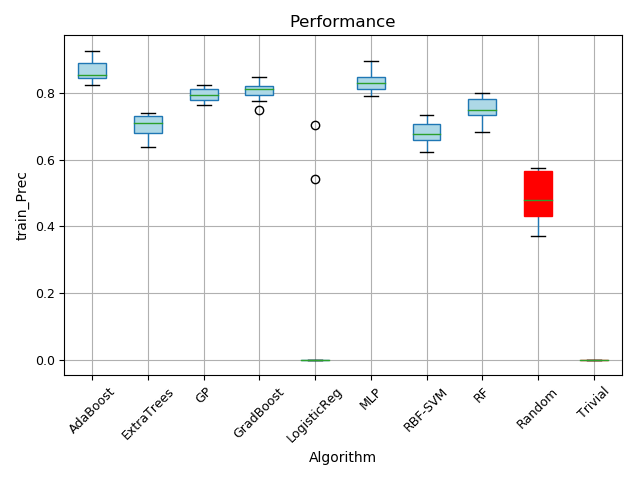 Performance
train_Prec
0.8
0.6
0.4
0.2
0.0
AdaBoost
ExtraTrees
GP
GradBoost
LogisticReg
MLP
RBF-SVM
RF
Random
Trivial
Algorithm